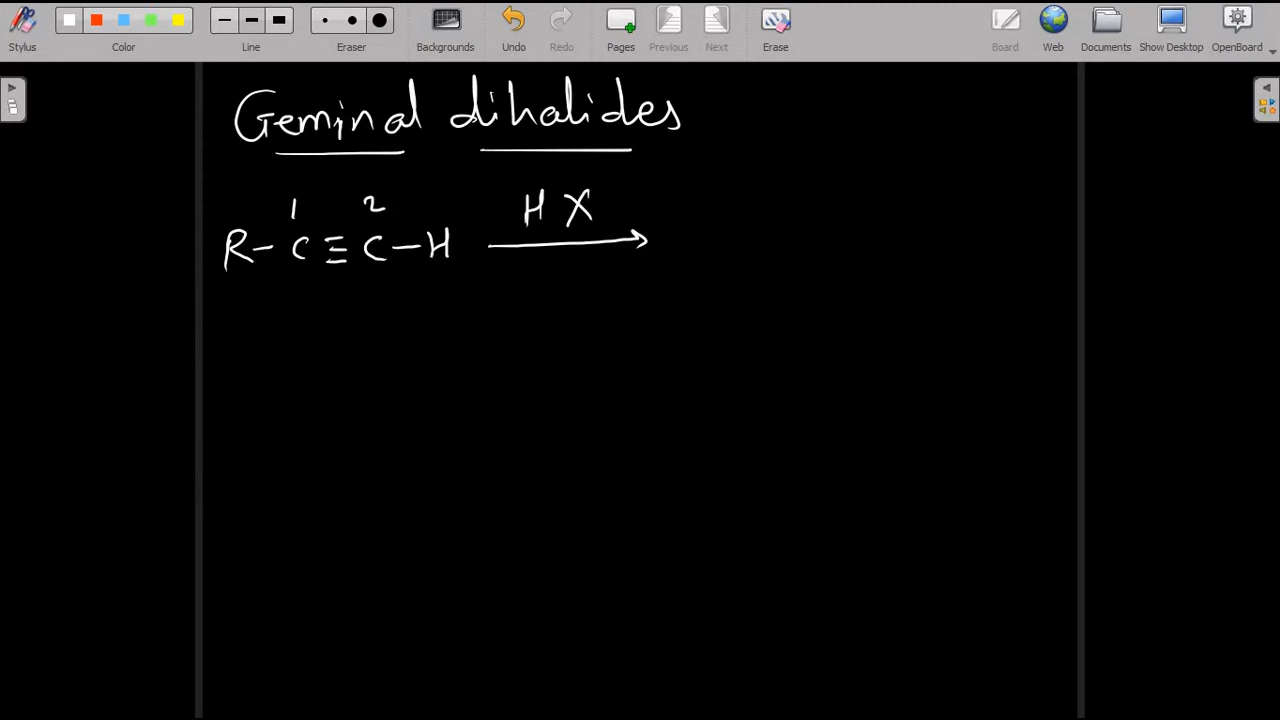 Stylus Color Line Eraser Backgrounds Undo Redo Pages Previous Next Erase Board Web Documents Show Desktop OpenBoard
Geminal dihalides
1 2 H X
R-C≡C-H